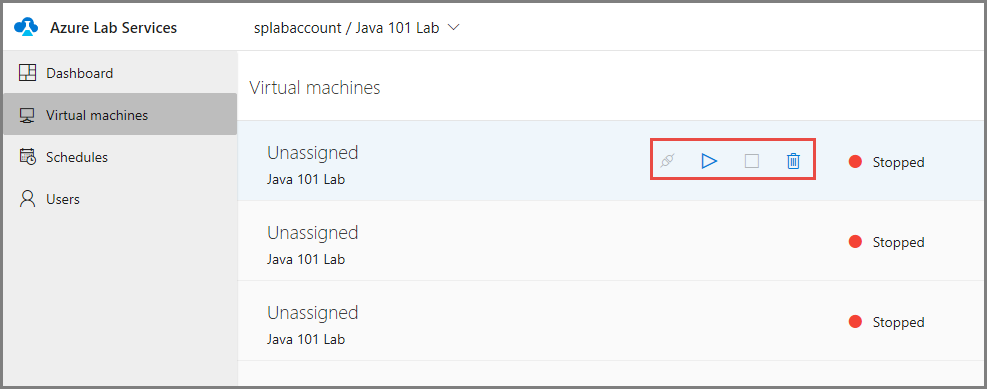 Azure Lab Services
splabaccount / Java 101 Lab
Dashboard
Virtual machines
Schedules
Users
Virtual machines
Unassigned
Java 101 Lab
Stopped
Unassigned
Java 101 Lab
Stopped
Unassigned
Java 101 Lab
Stopped